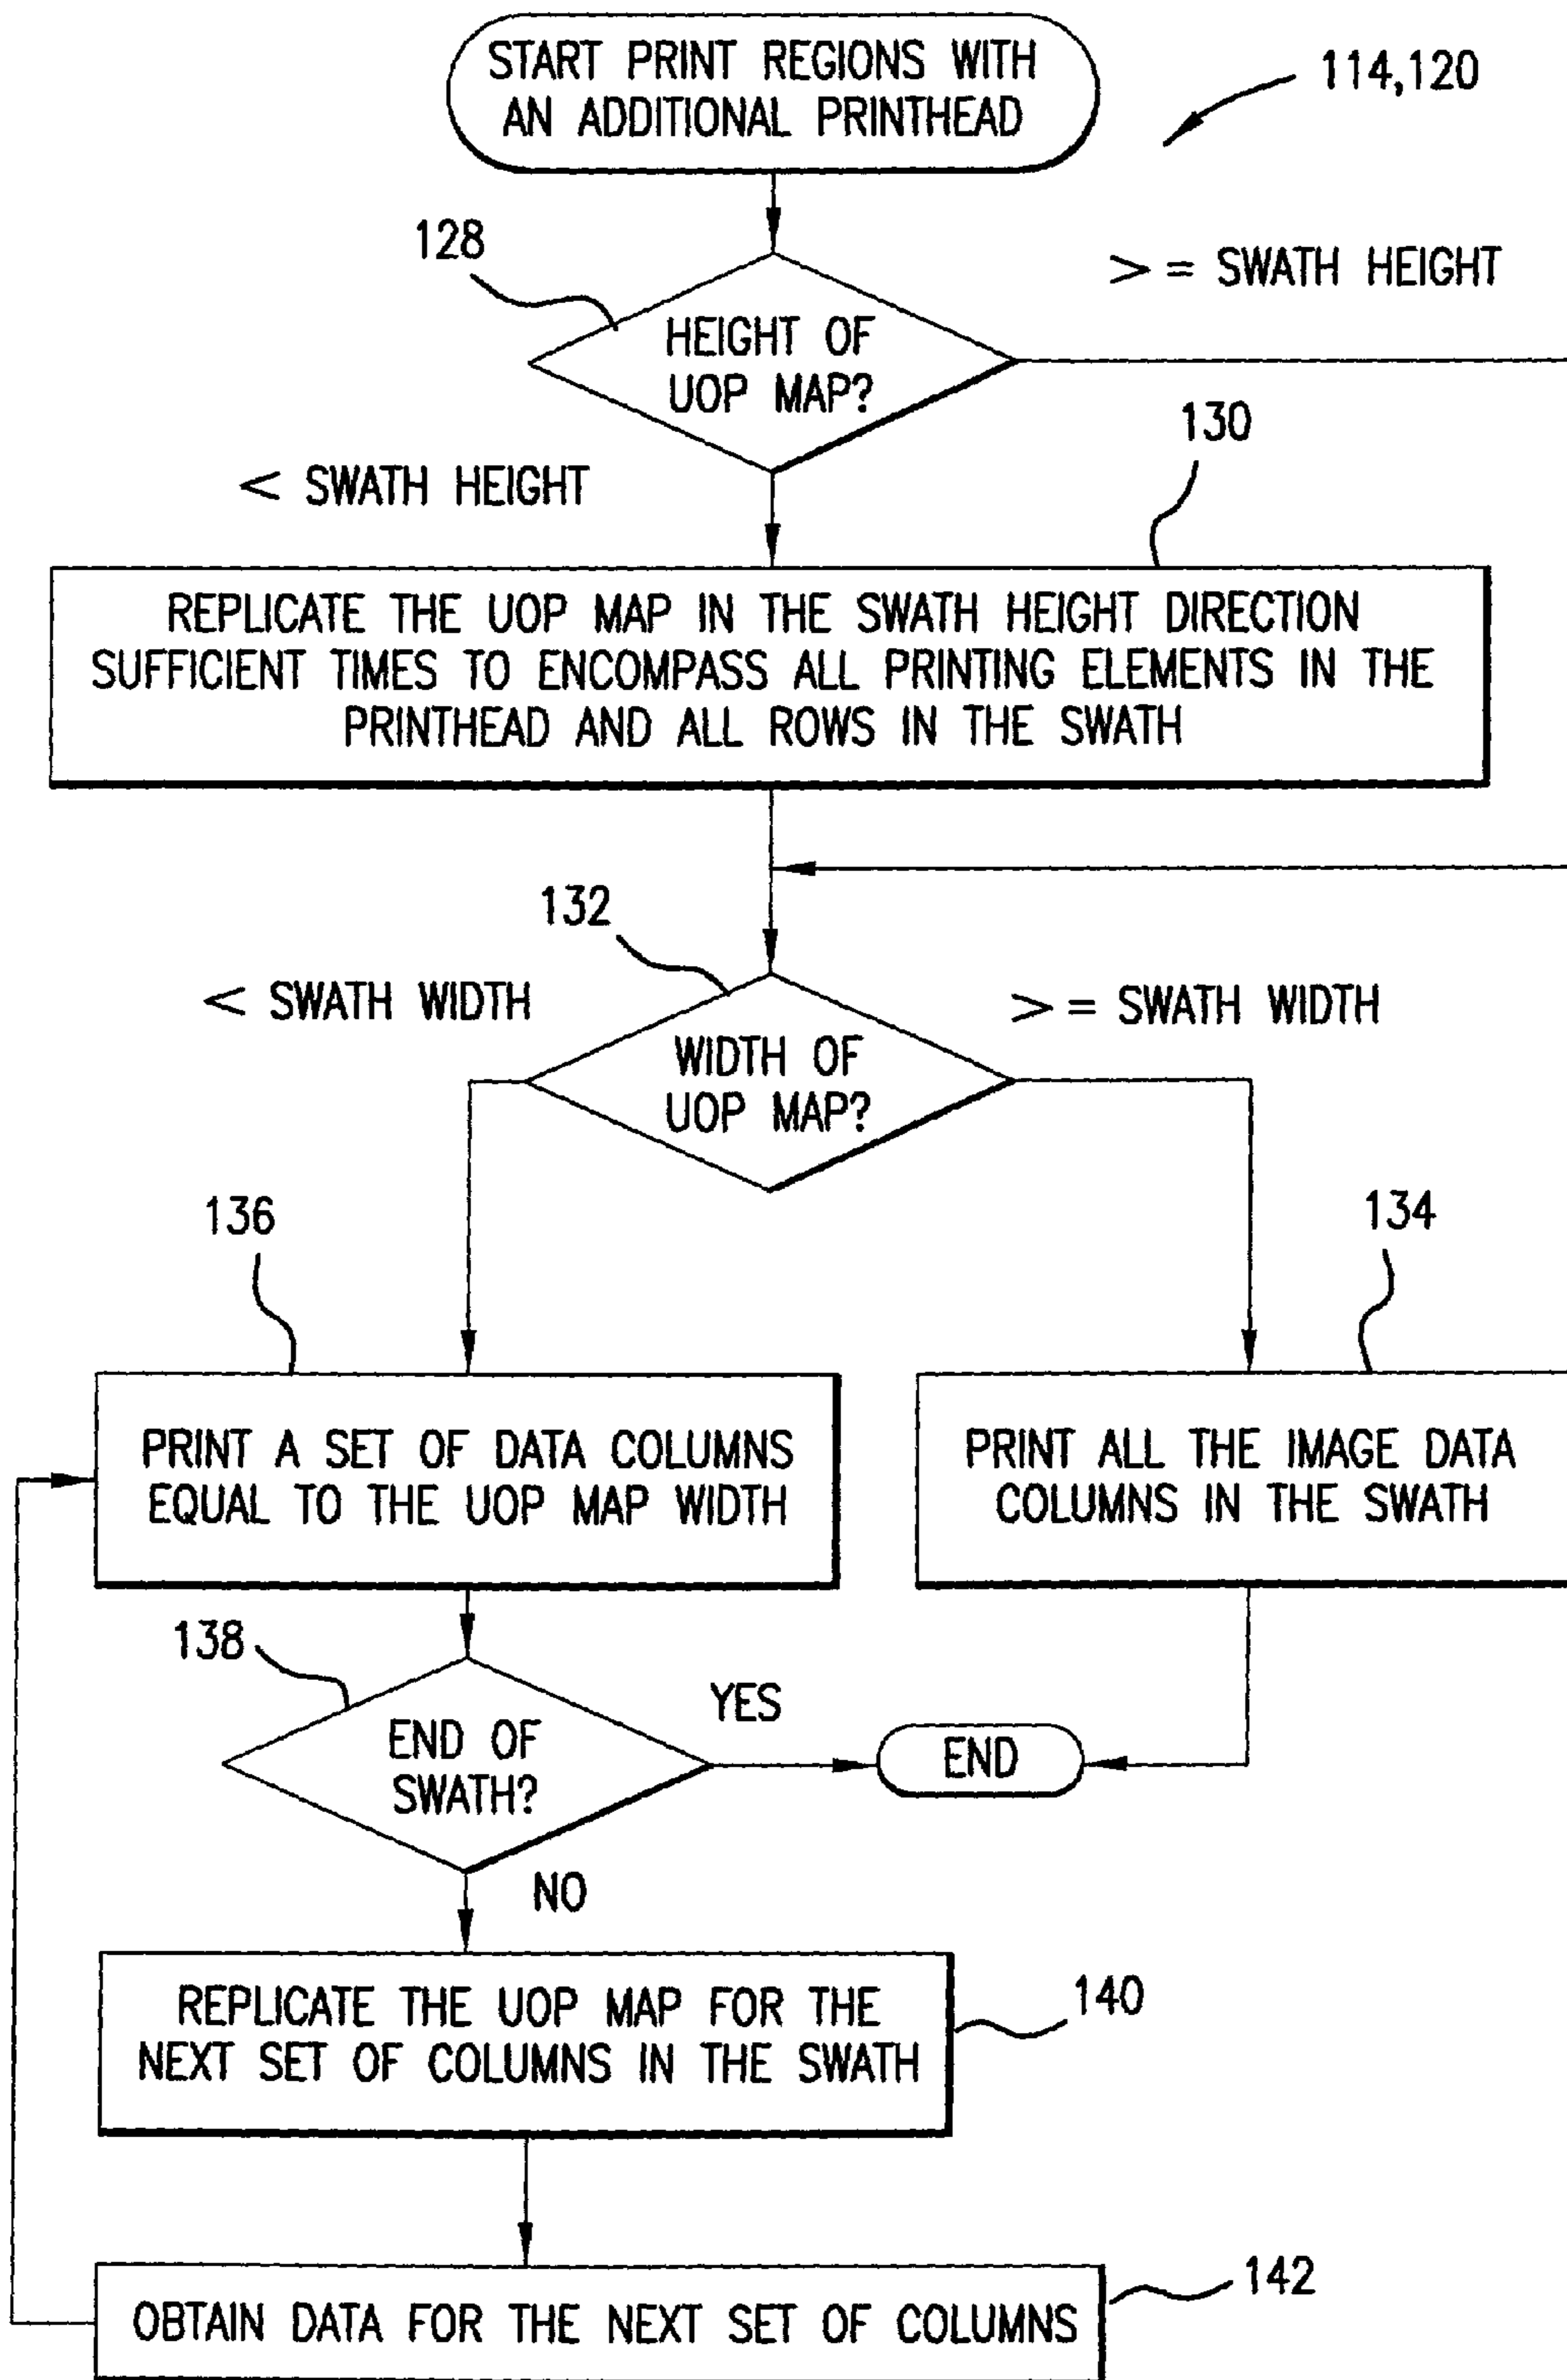 START PRINT REGIONS WITH
AN ADDITIONAL PRINTHEAD
114,120
128
> = SWATH HEIGHT
HEIGHT OF
UOP MAP?
130
< SWATH HEIGHT
REPLICATE THE UOP MAP IN THE SWATH HEIGHT DIRECTION
SUFFICIENT TIMES TO ENCOMPASS ALL PRINTING ELEMENTS IN THE
PRINTHEAD AND ALL ROWS IN THE SWATH
132
< SWATH WIDTH
> = SWATH WIDTH
WIDTH OF
UOP MAP?
136
134
PRINT A SET OF DATA COLUMNS
EQUAL TO THE UOP MAP WIDTH
PRINT ALL THE IMAGE DATA
COLUMNS IN THE SWATH
138
YES
END OF
SWATH?
END
NO
REPLICATE THE UOP MAP FOR THE
NEXT SET OF COLUMNS IN THE SWATH
140
142
OBTAIN DATA FOR THE NEXT SET OF COLUMNS